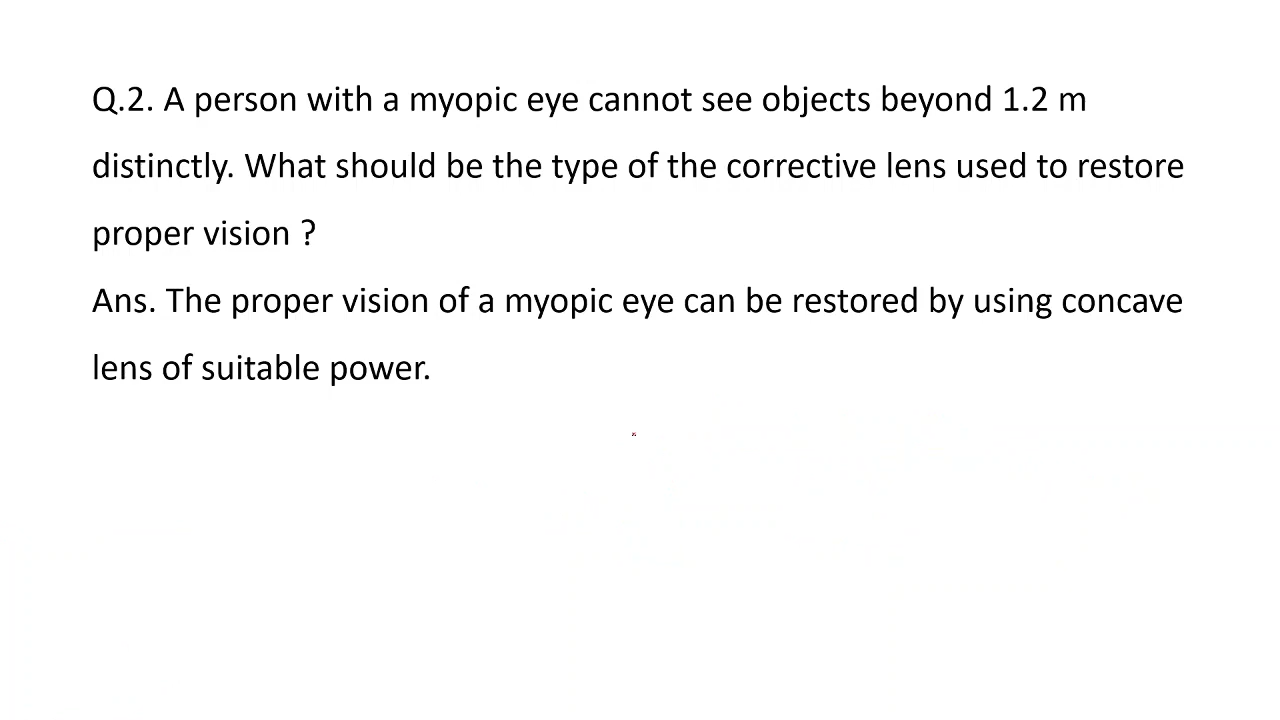 Q.2. A person with a myopic eye cannot see objects beyond 1.2 m
distinctly. What should be the type of the corrective lens used to restore
proper vision ?
Ans. The proper vision of a myopic eye can be restored by using concave
lens of suitable power.